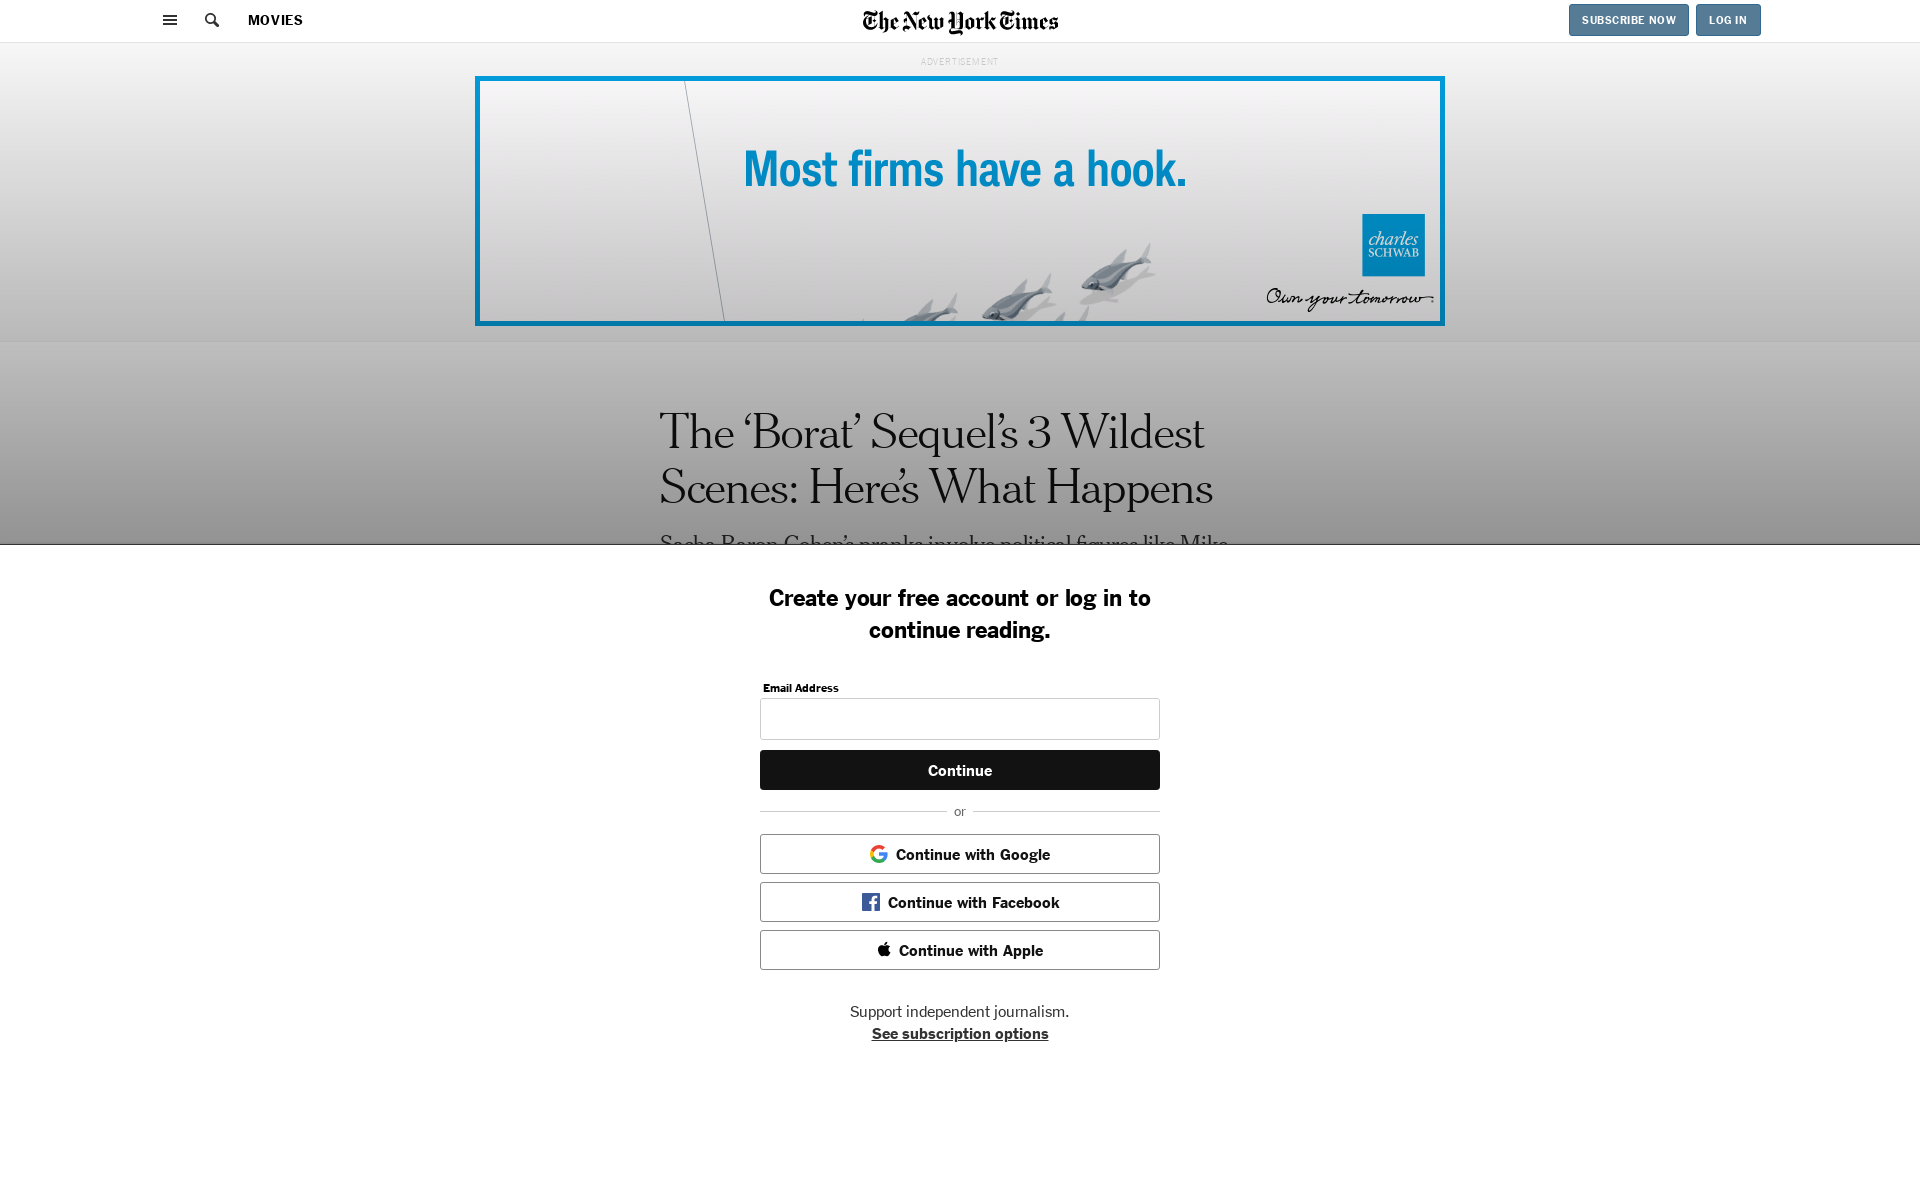 MOVIES
The New York Times
SUBSCRIBE NOW
LOG IN
ADVERTISEMENT
Most firms have a hook.
charles
SCHWAB
Own your tomorrow
The ‘Borat’ Sequel’s 3 Wildest
Scenes: Here’s What Happens
Sacha Baron Cohen’s pranks involve political figures like Mike
Create your free account or log in to
continue reading.
Email Address
Continue
or
Continue with Google
Continue with Facebook
Continue with Apple
Support independent journalism.
See subscription options